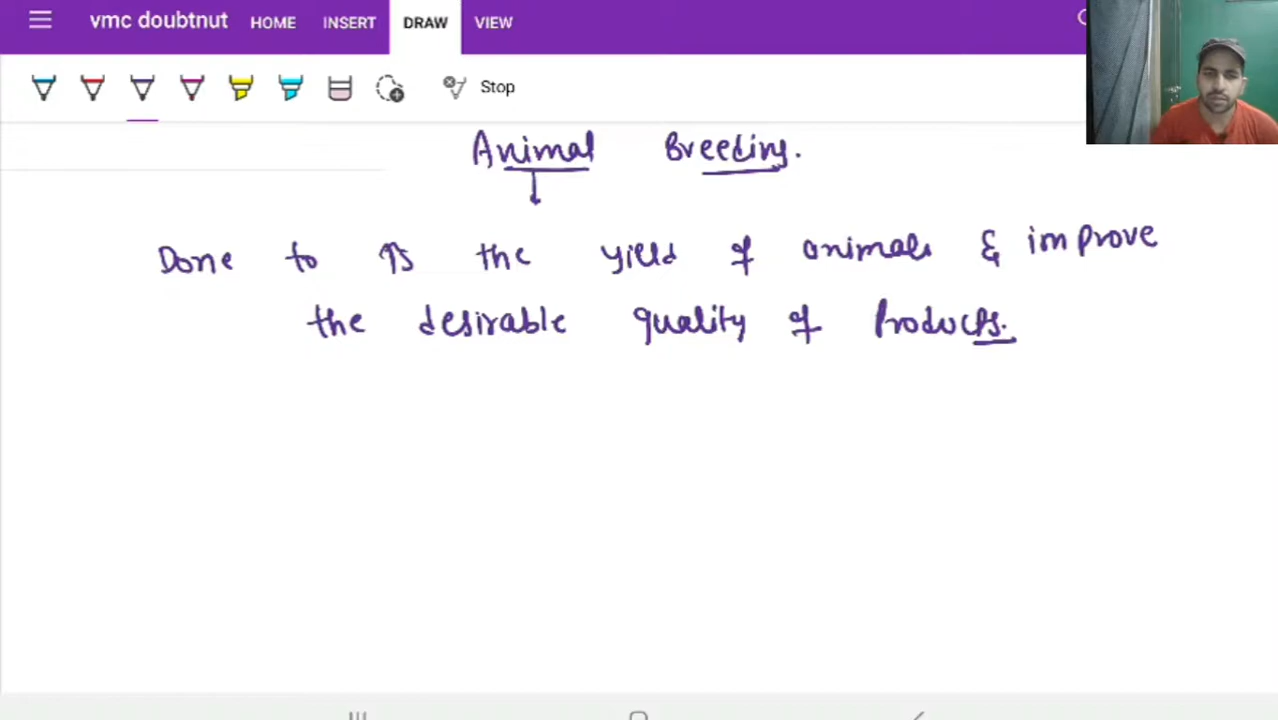 vmc doubtnut HOME INSERT DRAW VIEW
Stop
Animal Breeding.
Done to ↑s the yield of animals & improve
the desirable quality of Products.